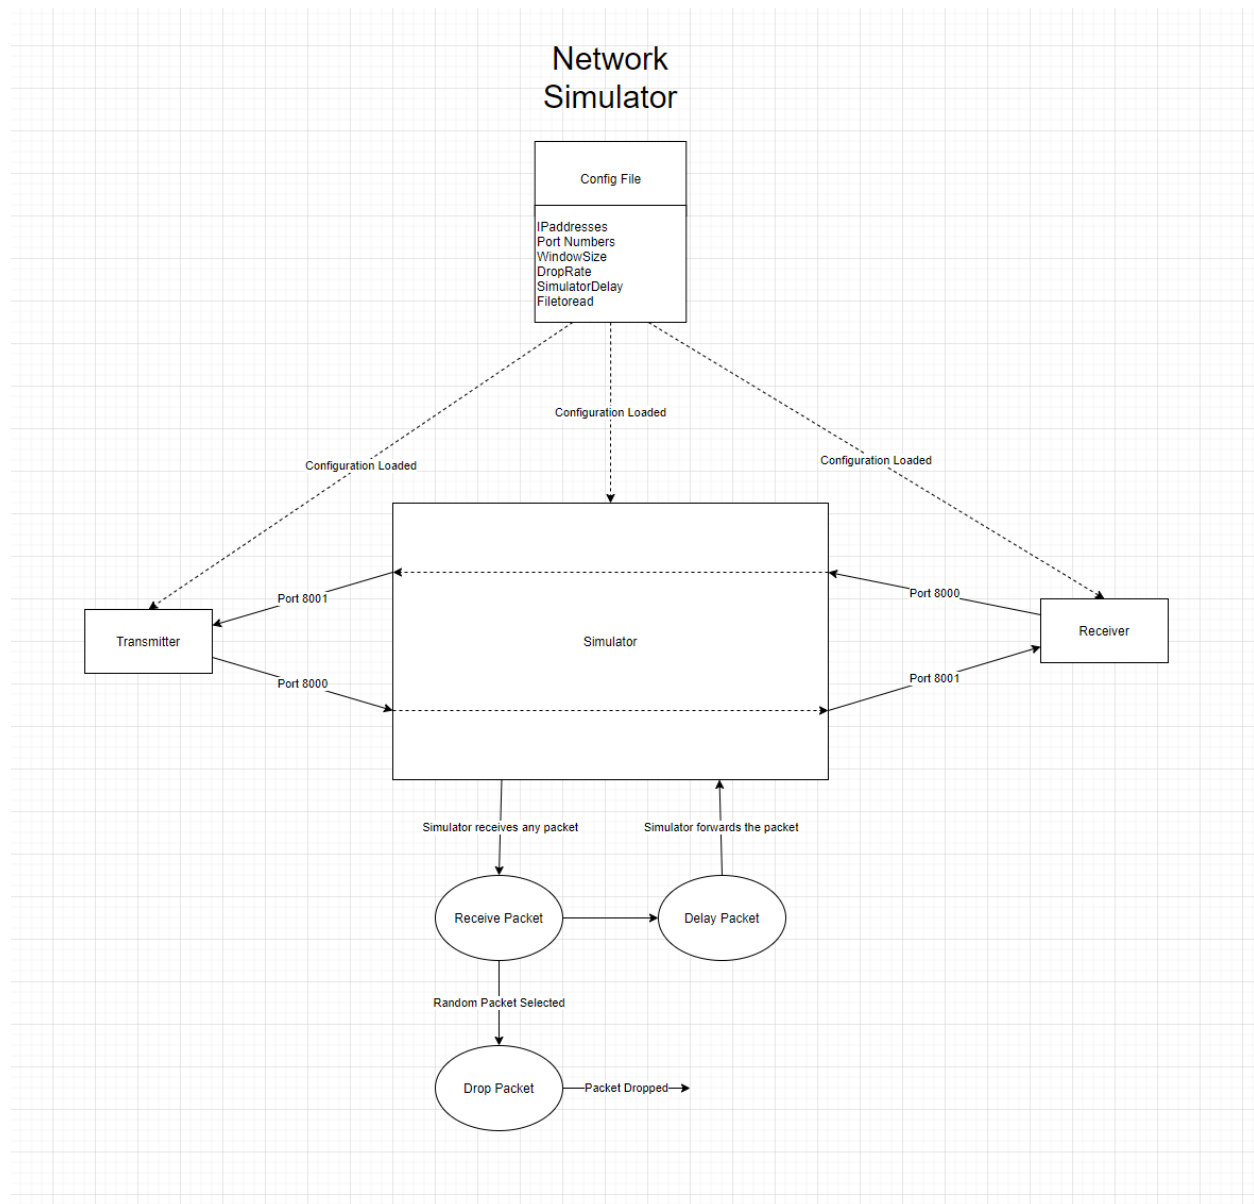 Network
Simulator
Config File
IPaddresses
Port Numbers
WindowSize
DropRate
SimulatorDelay
Filetoread
Configuration Loaded
Configuration Loaded
Configuration Loaded
Port 8001
Port 8000
Transmitter
Simulator
Receiver
Port 8000
Port 8001
Simulator receives any packet
Simulator forwards the packet
Receive Packet
Delay Packet
Random Packet Selected
Drop Packet
Packet Dropped